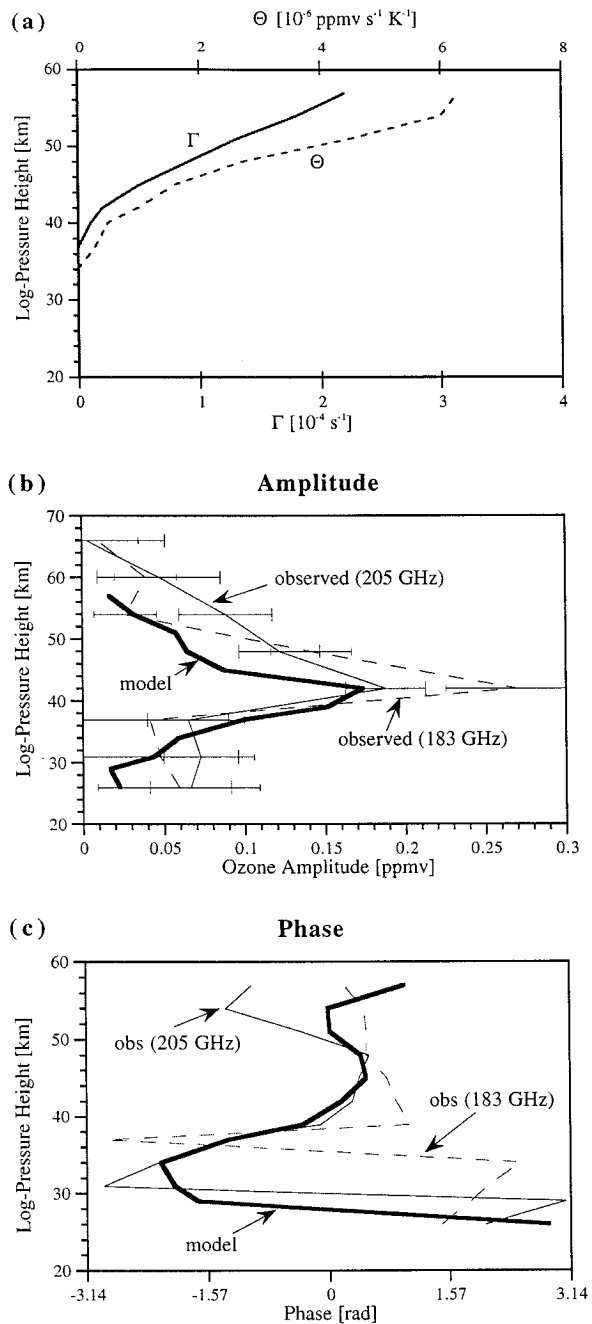 (a)
Θ [10⁻⁶ ppmv s⁻¹ K⁻¹]
0 2 4 6 8
60
50
40
30
20
Log-Pressure Height [km]
Γ
Θ
0 1 2 3 4
Γ [10⁻⁴ s⁻¹]
(b) Amplitude
70
60
50
40
30
20
Log-Pressure Height [km]
observed (205 GHz)
model
observed (183 GHz)
0 0.05 0.1 0.15 0.2 0.25 0.3
Ozone Amplitude [ppmv]
(c) Phase
60
50
40
30
20
Log-Pressure Height [km]
obs (205 GHz)
obs (183 GHz)
model
-3.14 -1.57 0 1.57 3.14
Phase [rad]